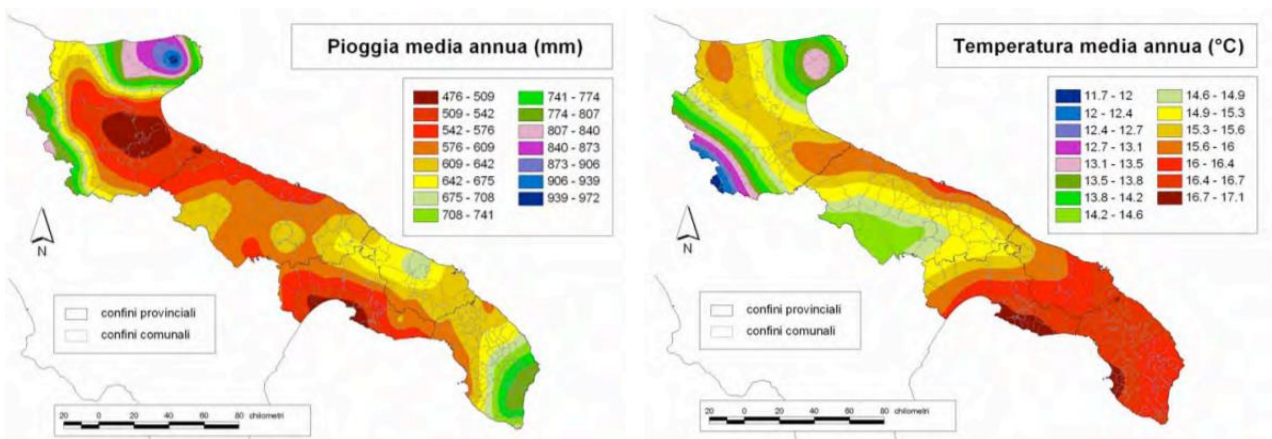 Pioggia media annua (mm)
476 - 509
509 - 542
542 - 576
576 - 609
609 - 642
642 - 675
675 - 708
708 - 741
741 - 774
774 - 807
807 - 840
840 - 873
873 - 906
906 - 939
939 - 972
N
confini provinciali
confini comunali
20 0 20 40 60 80 chilometri
Temperatura media annua (°C)
11.7 - 12
12 - 12.4
12.4 - 12.7
12.7 - 13.1
13.1 - 13.5
13.5 - 13.8
13.8 - 14.2
14.2 - 14.6
14.6 - 14.9
14.9 - 15.3
15.3 - 15.6
15.6 - 16
16 - 16.4
16.4 - 16.7
16.7 - 17.1
N
confini provinciali
confini comunali
20 0 20 40 60 80 chilometri